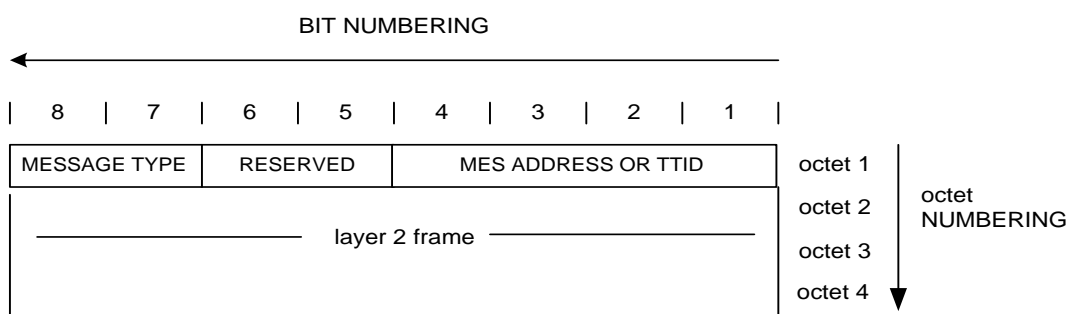 BIT NUMBERING
| 8 | 7 | 6 | 5 | 4 | 3 | 2 | 1 |
MESSAGE TYPE RESERVED MES ADDRESS OR TTID octet 1
octet 2
octet
NUMBERING
layer 2 frame
octet 3
octet 4